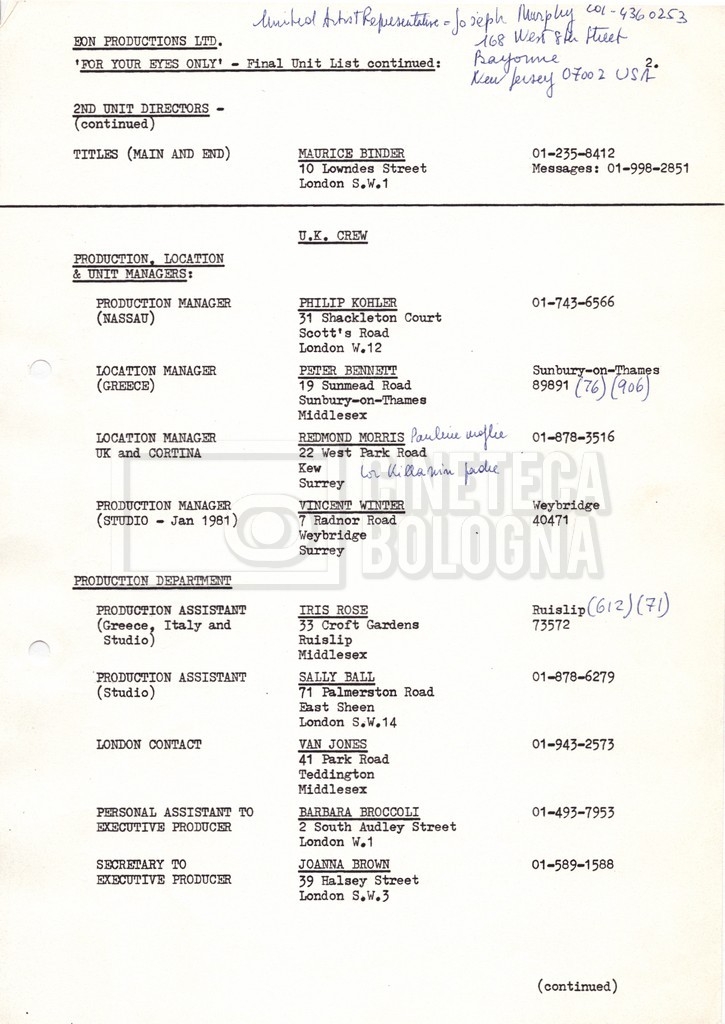 United Artist Representative - Joseph Murphy 201-4360253
168 West 8th Street
Bayonne
New Jersey 07002 USA
EON PRODUCTIONS LTD.
'FOR YOUR EYES ONLY' - Final Unit List continued: 2.
2ND UNIT DIRECTORS -
(continued)
TITLES (MAIN AND END) MAURICE BINDER 01-235-8412
10 Lowndes Street Messages: 01-998-2851
London S.W.1
U.K. CREW
PRODUCTION, LOCATION
& UNIT MANAGERS:
PRODUCTION MANAGER PHILIP KOHLER 01-743-6566
(NASSAU) 31 Shackleton Court
Scott's Road
London W.12
LOCATION MANAGER PETER BENNETT Sunbury-on-Thames
(GREECE) 19 Sunmead Road 89891 (76) (906)
Sunbury-on-Thames
Middlesex
LOCATION MANAGER REDMOND MORRIS Pauline moglie 01-878-3516
UK and CORTINA 22 West Park Road
Kew Lor Killanin padre
Surrey
PRODUCTION MANAGER VINCENT WINTER Weybridge
(STUDIO - Jan 1981) 7 Radnor Road 40471
Weybridge
Surrey
CINETECA
BOLOGNA
PRODUCTION DEPARTMENT
PRODUCTION ASSISTANT IRIS ROSE Ruislip (612) (71)
(Greece, Italy and 33 Croft Gardens 73572
Studio) Ruislip
Middlesex
PRODUCTION ASSISTANT SALLY BALL 01-878-6279
(Studio) 71 Palmerston Road
East Sheen
London S.W.14
LONDON CONTACT VAN JONES 01-943-2573
41 Park Road
Teddington
Middlesex
PERSONAL ASSISTANT TO BARBARA BROCCOLI 01-493-7953
EXECUTIVE PRODUCER 2 South Audley Street
London W.1
SECRETARY TO JOANNA BROWN 01-589-1588
EXECUTIVE PRODUCER 39 Halsey Street
London S.W.3
(continued)